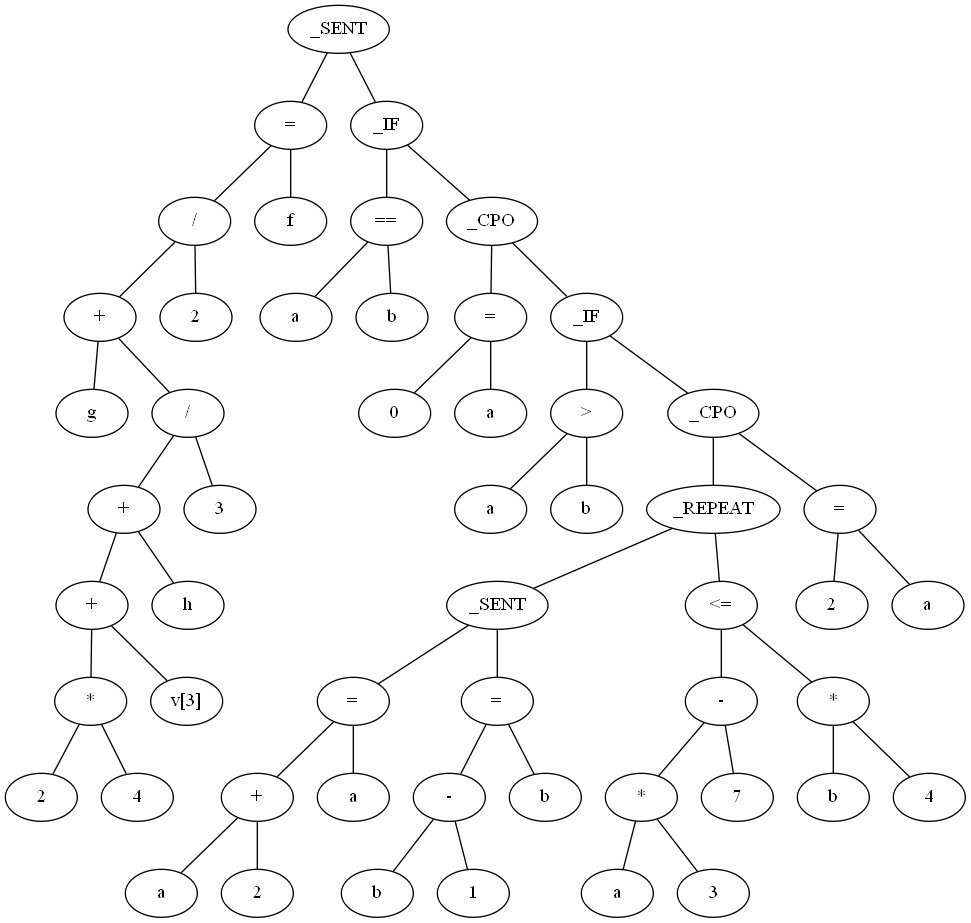 _SENT
= _IF
/ f == _CPO
+ 2 a b = _IF
g / 0 a > _CPO
+ 3 a b _REPEAT =
+ h _SENT <= 2 a
* v[3] = = - *
2 4 + a - b * 7 b 4
a 2 b 1 a 3